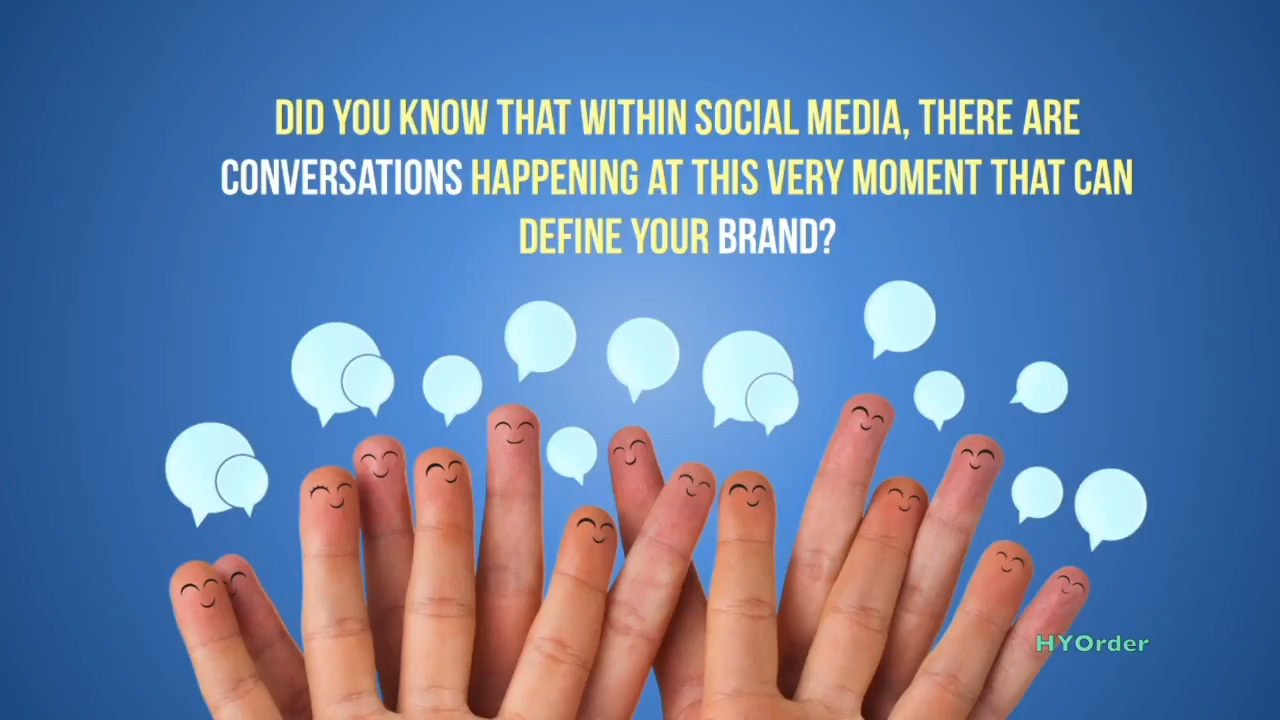 DID YOU KNOW THAT WITHIN SOCIAL MEDIA, THERE ARE
CONVERSATIONS HAPPENING AT THIS VERY MOMENT THAT CAN
DEFINE YOUR BRAND?
HYOrder